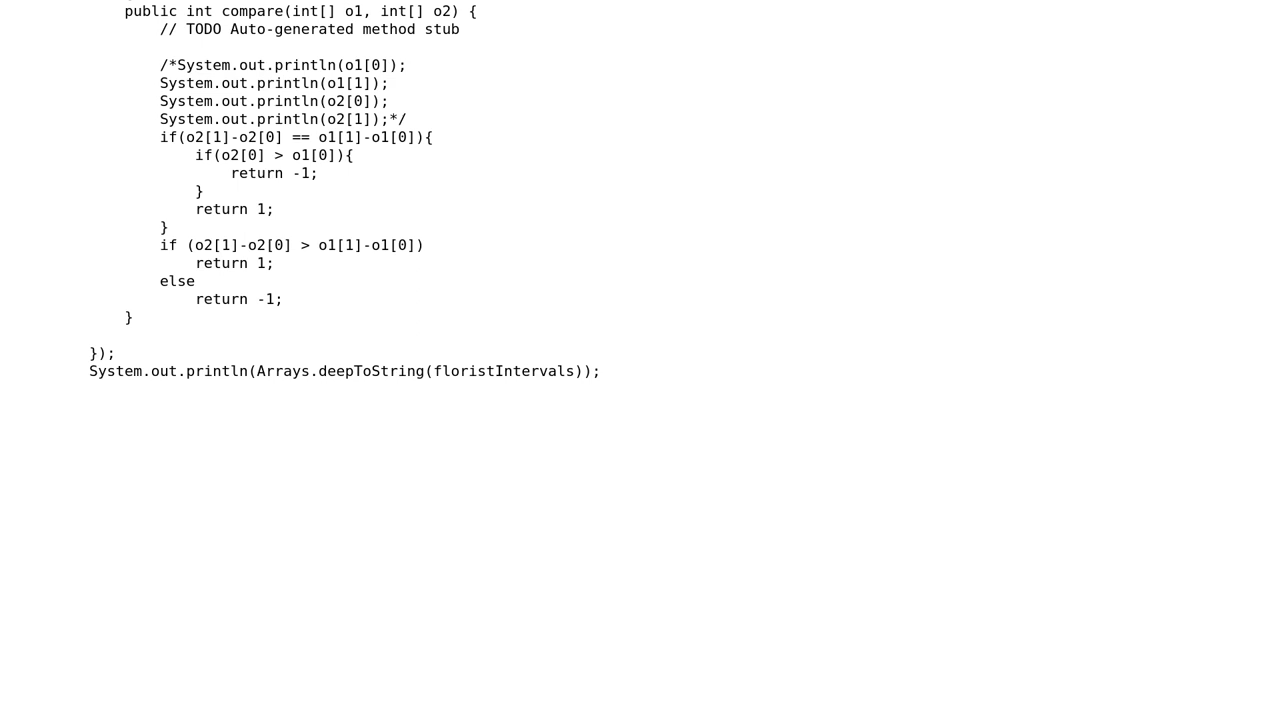 public int compare(int[] o1, int[] o2) {
// TODO Auto-generated method stub
/*System.out.println(o1[0]);
System.out.println(o1[1]);
System.out.println(o2[0]);
System.out.println(o2[1]);*/
if(o2[1]-o2[0] == o1[1]-o1[0]){
if(o2[0] > o1[0]){
return -1;
}
return 1;
}
if (o2[1]-o2[0] > o1[1]-o1[0])
return 1;
else
return -1;
}
});
System.out.println(Arrays.deepToString(floristIntervals));